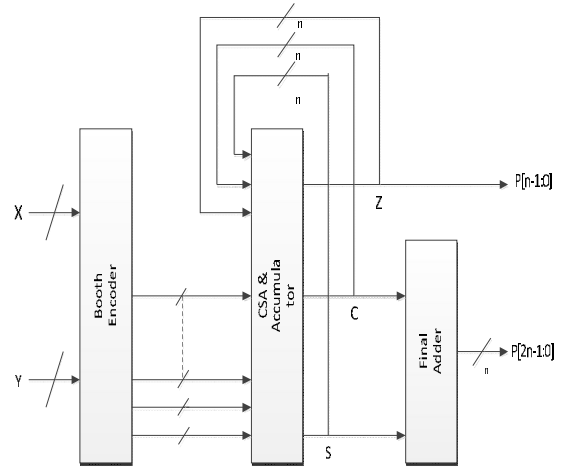 n
n
n
X
Y
Booth
Encoder
CSA &
Accumula
tor
Z
P[n-1:0]
C
Final
Adder
P[2n-1:0]
n
S